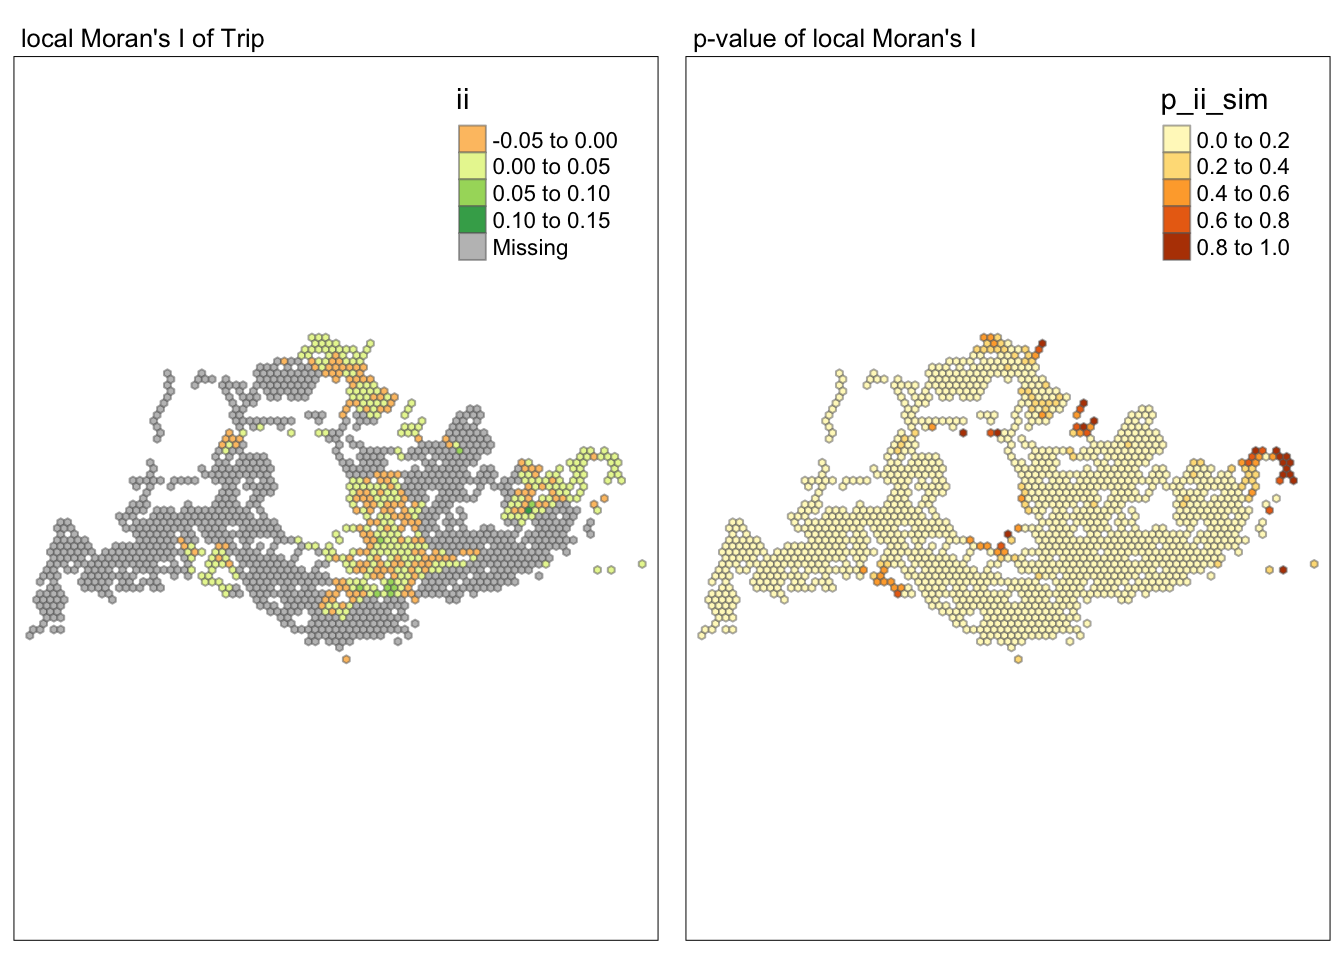 local Moran's I of Trip
ii
-0.05 to 0.00
0.00 to 0.05
0.05 to 0.10
0.10 to 0.15
Missing
p-value of local Moran's I
p_ii_sim
0.0 to 0.2
0.2 to 0.4
0.4 to 0.6
0.6 to 0.8
0.8 to 1.0